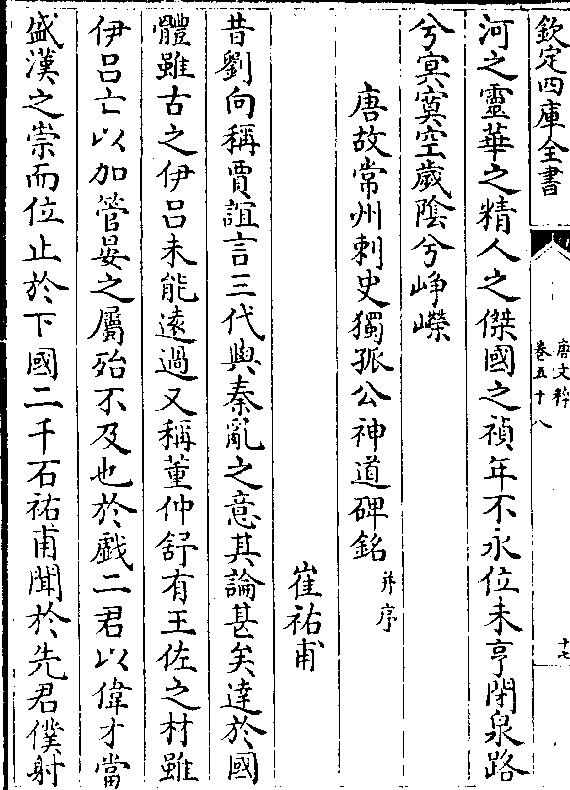 欽定四庫全書
唐文粹
卷五十八
十七
河之靈華之精人之傑國之禎年不永位未亨閉泉路
兮冥寞空歲陰兮崢嶸
唐故常州刺史獨孤公神道碑銘 并序
崔祐甫
昔劉向稱賈誼言三代與秦亂之意其論甚矣達於國
體雖古之伊呂未能遠過又稱董仲舒有王佐之材雖
伊呂亡以加管晏之屬殆不及也於戲二君以偉才當
盛漢之崇而位止於下國二千石祐甫聞於先君僕射